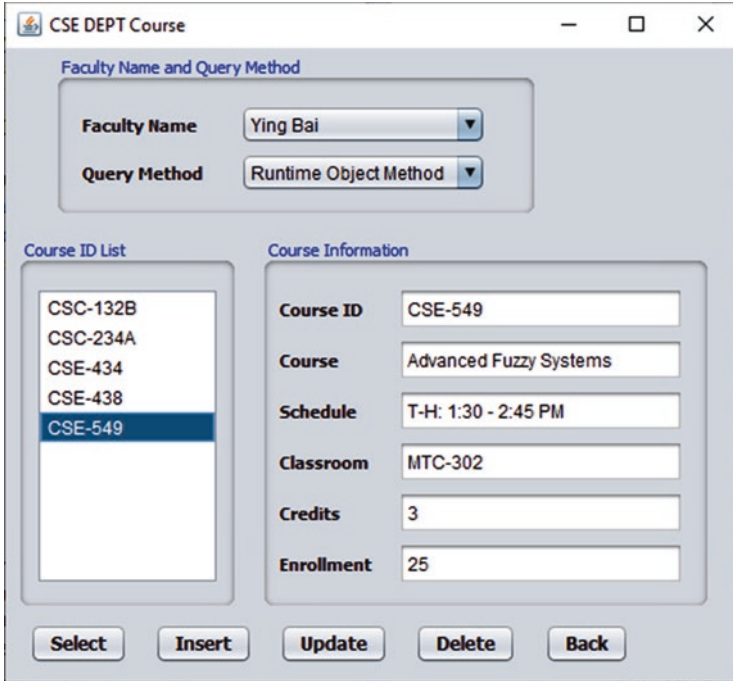 CSE DEPT Course
Faculty Name and Query Method
Faculty Name Ying Bai
Query Method Runtime Object Method
Course ID List
CSC-132B
CSC-234A
CSE-434
CSE-438
CSE-549
Course Information
Course ID CSE-549
Course Advanced Fuzzy Systems
Schedule T-H: 1:30 - 2:45 PM
Classroom MTC-302
Credits 3
Enrollment 25
Select Insert Update Delete Back